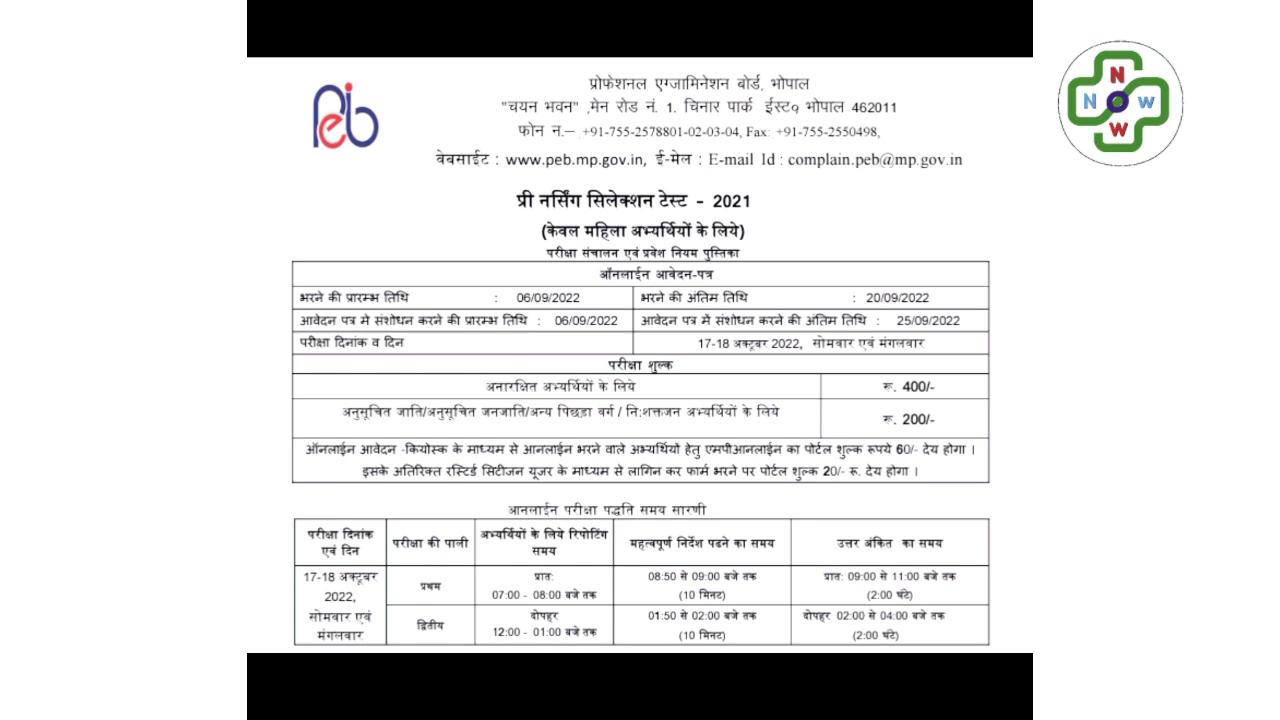 प्रोफेशनल एग्जामिनेशन बोर्ड, भोपाल
"चयन भवन" ,मेन रोड नं. 1. चिनार पार्क ईस्टo भोपाल 462011
फोन न.– +91-755-2578801-02-03-04, Fax: +91-755-2550498,
वेबसाईट : www.peb.mp.gov.in, ई-मेल : E-mail Id : complain.peb@mp.gov.in
Peb
N
N O W
W
प्री नर्सिंग सिलेक्शन टेस्ट - 2021
(केवल महिला अभ्यर्थियों के लिये)
परीक्षा संचालन एवं प्रवेश नियम पुस्तिका
ऑनलाईन आवेदन-पत्र
भरने की प्रारम्भ तिथि : 06/09/2022 भरने की अंतिम तिथि : 20/09/2022
आवेदन पत्र में संशोधन करने की प्रारम्भ तिथि : 06/09/2022 आवेदन पत्र में संशोधन करने की अंतिम तिथि : 25/09/2022
परीक्षा दिनांक व दिन 17-18 अक्टूबर 2022, सोमवार एवं मंगलवार
परीक्षा शुल्क
अनारक्षित अभ्यर्थियों के लिये रू. 400/-
अनुसूचित जाति/अनुसूचित जनजाति/अन्य पिछड़ा वर्ग / नि:शक्तजन अभ्यर्थियों के लिये रू. 200/-
ऑनलाईन आवेदन -कियोस्क के माध्यम से आनलाईन भरने वाले अभ्यर्थियों हेतु एमपीआनलाईन का पोर्टल शुल्क रूपये 60/- देय होगा ।
इसके अतिरिक्त रस्टिर्ड सिटीजन यूजर के माध्यम से लागिन कर फार्म भरने पर पोर्टल शुल्क 20/- रू. देय होगा ।
आनलाईन परीक्षा पद्धति समय सारणी
परीक्षा दिनांक एवं दिन परीक्षा की पाली अभ्यर्थियों के लिये रिपोर्टिंग समय महत्वपूर्ण निर्देश पढने का समय उत्तर अंकित का समय
17-18 अक्टूबर 2022, सोमवार एवं मंगलवार
प्रथम प्रात: 07:00 - 08:00 बजे तक 08:50 से 09:00 बजे तक (10 मिनट) प्रात: 09:00 से 11:00 बजे तक (2:00 घंटे)
द्वितीय दोपहर 12:00 - 01:00 बजे तक 01:50 से 02:00 बजे तक (10 मिनट) दोपहर 02:00 से 04:00 बजे तक (2:00 घंटे)